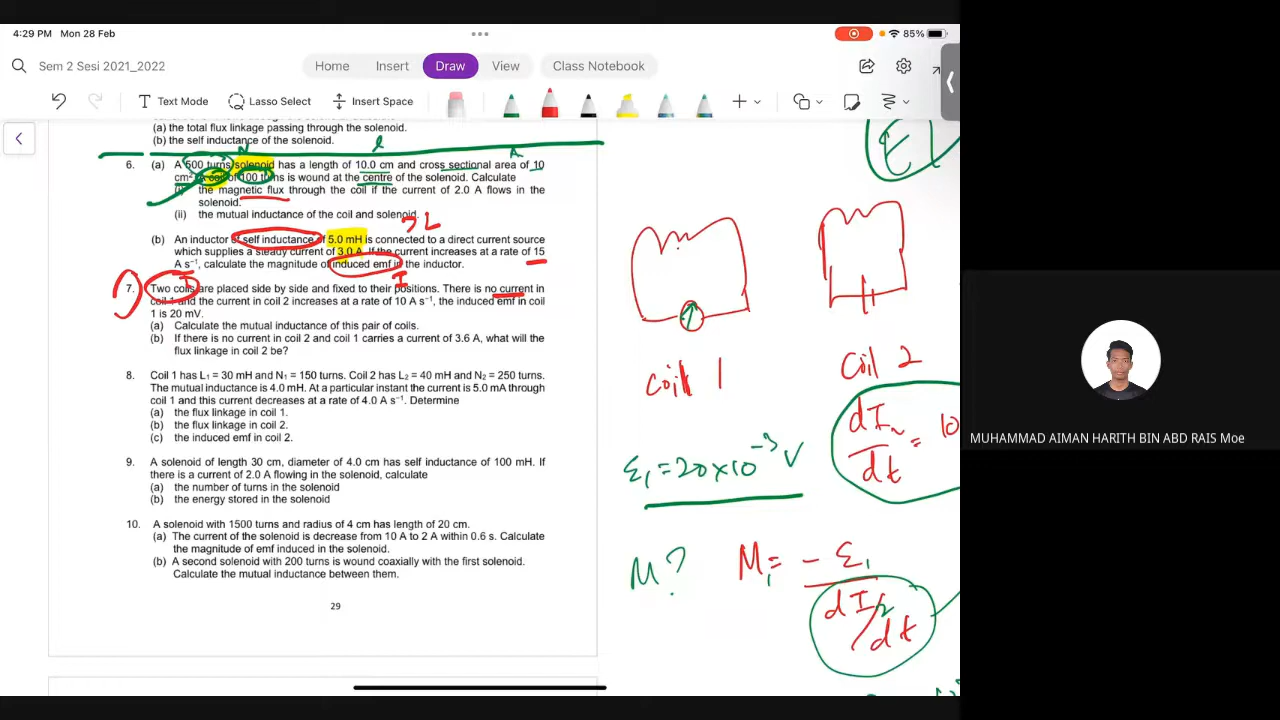 4:29 PM Mon 28 Feb
85%
Sem 2 Sesi 2021_2022
Home Insert Draw View Class Notebook
Text Mode Lasso Select Insert Space
(a) the total flux linkage passing through the solenoid.
(b) the self inductance of the solenoid.
N l A
6. (a) A 500 turns solenoid has a length of 10.0 cm and cross sectional area of 10
cm². A coil of 100 turns is wound at the centre of the solenoid. Calculate
(i) the magnetic flux through the coil if the current of 2.0 A flows in the
solenoid.
(ii) the mutual inductance of the coil and solenoid.
(b) An inductor of self inductance of 5.0 mH is connected to a direct current source
which supplies a steady current of 3.0 A. If the current increases at a rate of 15
A s⁻¹, calculate the magnitude of induced emf in the inductor.
7. Two coils are placed side by side and fixed to their positions. There is no current in
coil 1 and the current in coil 2 increases at a rate of 10 A s⁻¹, the induced emf in coil
1 is 20 mV.
(a) Calculate the mutual inductance of this pair of coils.
(b) If there is no current in coil 2 and coil 1 carries a current of 3.6 A, what will the
flux linkage in coil 2 be?
8. Coil 1 has L₁ = 30 mH and N₁ = 150 turns. Coil 2 has L₂ = 40 mH and N₂ = 250 turns.
The mutual inductance is 4.0 mH. At a particular instant the current is 5.0 mA through
coil 1 and this current decreases at a rate of 4.0 A s⁻¹. Determine
(a) the flux linkage in coil 1.
(b) the flux linkage in coil 2.
(c) the induced emf in coil 2.
9. A solenoid of length 30 cm, diameter of 4.0 cm has self inductance of 100 mH. If
there is a current of 2.0 A flowing in the solenoid, calculate
(a) the number of turns in the solenoid
(b) the energy stored in the solenoid
10. A solenoid with 1500 turns and radius of 4 cm has length of 20 cm.
(a) The current of the solenoid is decrease from 10 A to 2 A within 0.6 s. Calculate
the magnitude of emf induced in the solenoid.
(b) A second solenoid with 200 turns is wound coaxially with the first solenoid.
Calculate the mutual inductance between them.
29
coil 1
coil 2
dI₂/dt = 10
ε₁ = 20×10⁻³ V
M? M₁ = - ε₁
dI₂/dt
MUHAMMAD AIMAN HARITH BIN ABD RAIS Moe